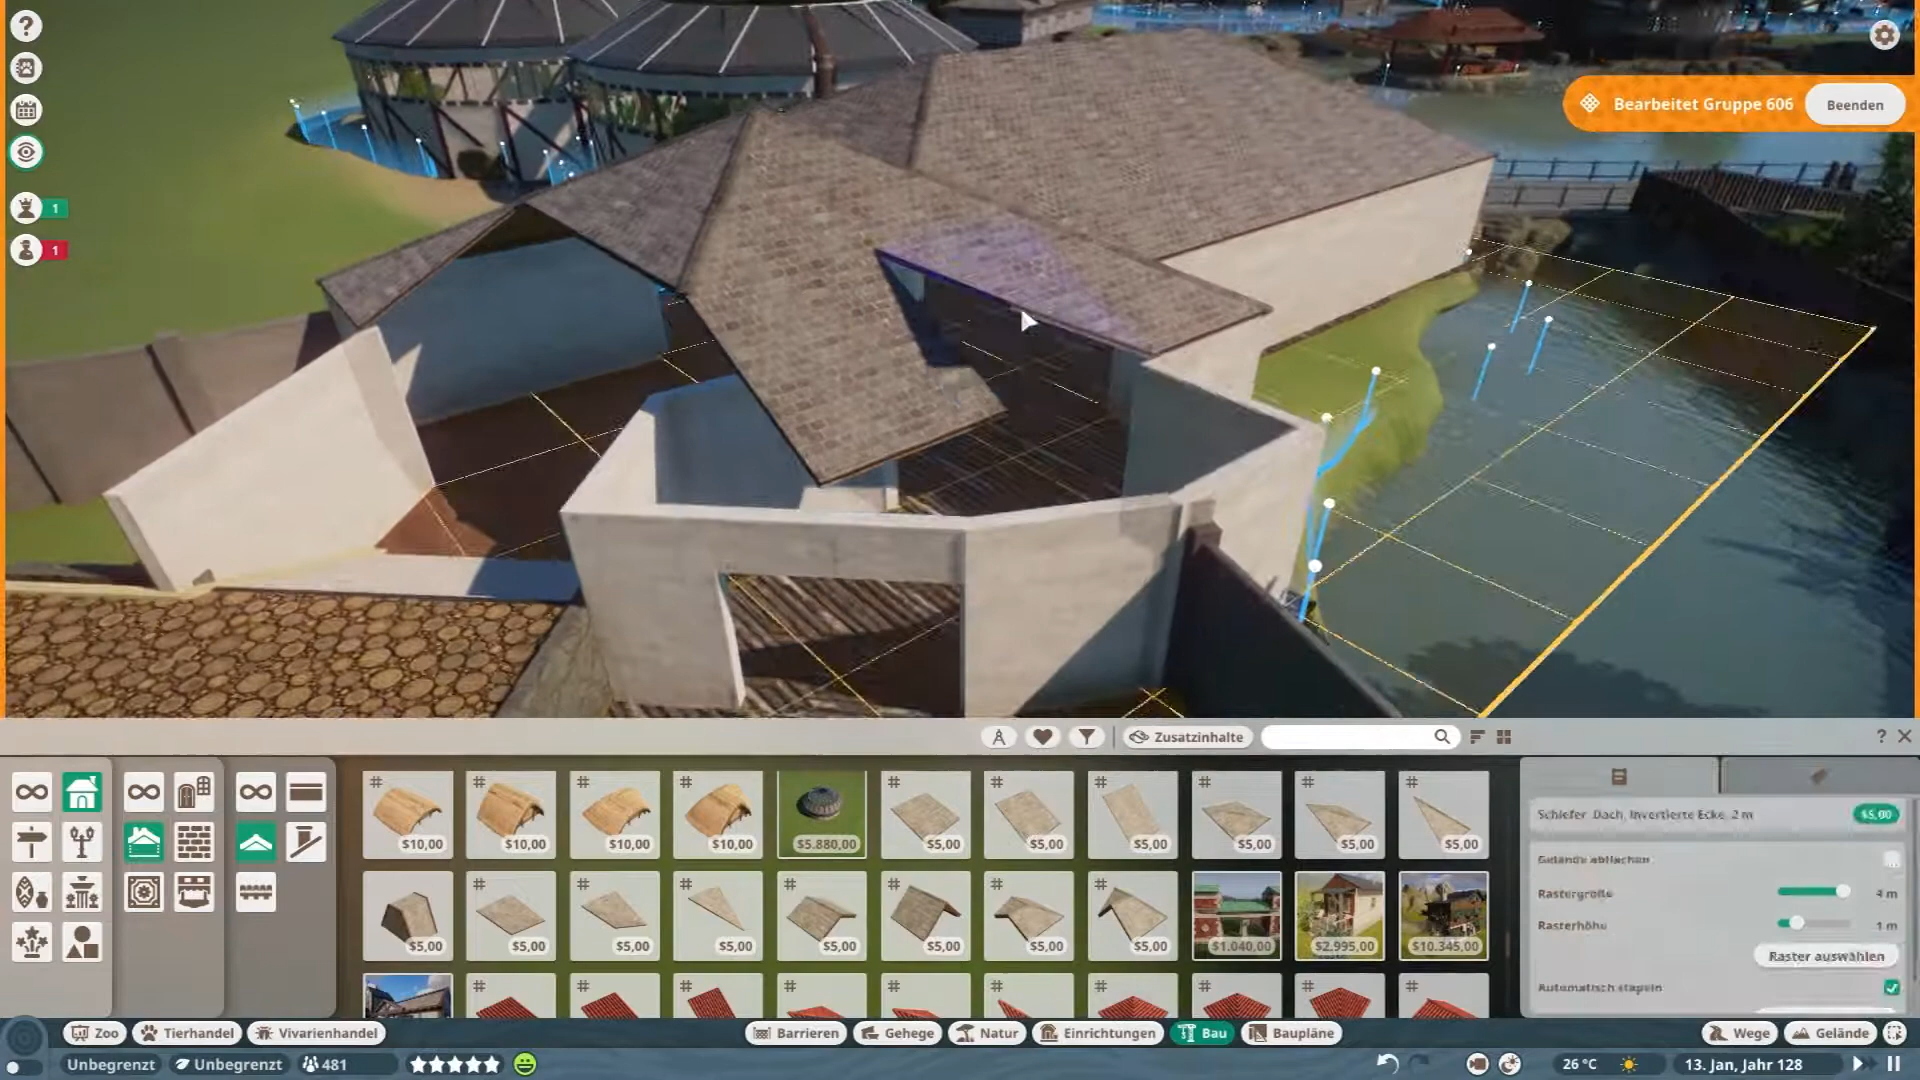 ?
Bearbeitet Gruppe 606
Beenden
1
1
Zusatzinhalte
?
# $10,00 # $10,00 # $10,00 # $10,00 $5.880,00 # $5,00 # $5,00 # $5,00 # $5,00 # $5,00 # $5,00
$5,00 # $5,00 # $5,00 # $5,00 # $5,00 # $5,00 # $5,00 # $5,00 $1.040,00 $2.995,00 $10.345,00
# # # # # # # # # #
Schiefer_Dach, Invertierte Ecke, 2 m $5,00
Gelände abflachen
Rastergröße 4 m
Rasterhöhe 1 m
Raster auswählen
Automatisch stapeln
Zoo Tierhandel Vivarienhandel Barrieren Gehege Natur Einrichtungen Bau Baupläne Wege Gelände
Unbegrenzt Unbegrenzt 481 26 °C 13. Jan, Jahr 128